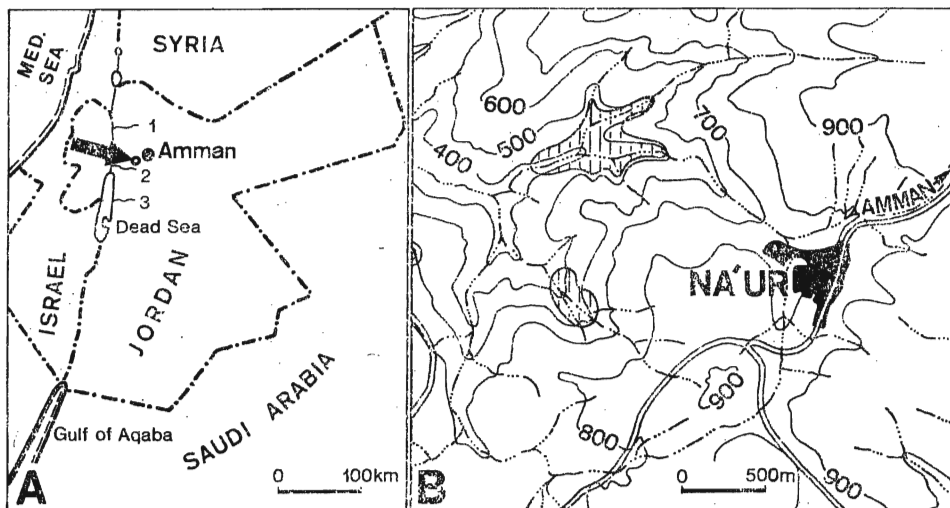 MED.
SEA
SYRIA
1
Amman
2
3
Dead Sea
ISRAEL
JORDAN
SAUDI ARABIA
Gulf of Aqaba
0 100km
A
600
500
400
700
900
AMMAN
NA'UR
900
800
900
0 500m
B